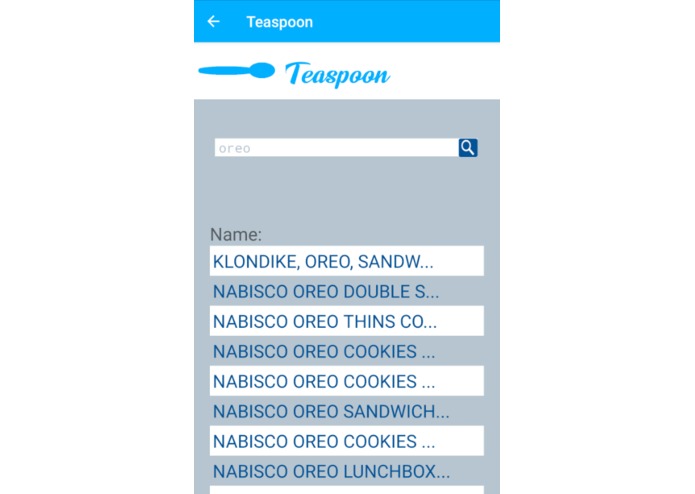 Teaspoon
Teaspoon
oreo
Name:
KLONDIKE, OREO, SANDW...
NABISCO OREO DOUBLE S...
NABISCO OREO THINS CO...
NABISCO OREO COOKIES ...
NABISCO OREO COOKIES ...
NABISCO OREO SANDWICH...
NABISCO OREO COOKIES ...
NABISCO OREO LUNCHBOX...